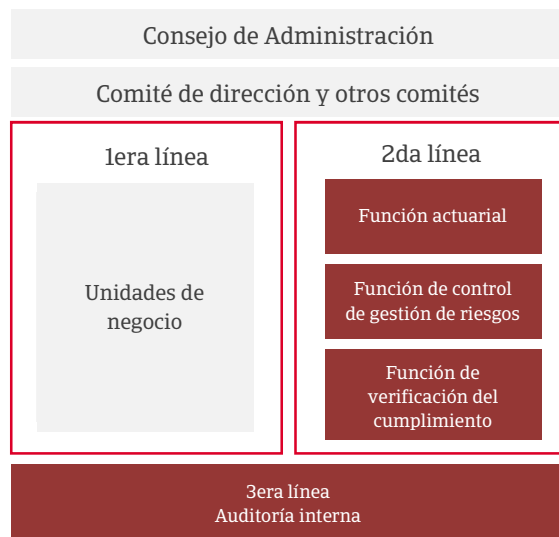 Consejo de Administración
Comité de dirección y otros comités
1era línea
Unidades de
negocio
2da línea
Función actuarial
Función de control
de gestión de riesgos
Función de
verificación del
cumplimiento
3era línea
Auditoría interna